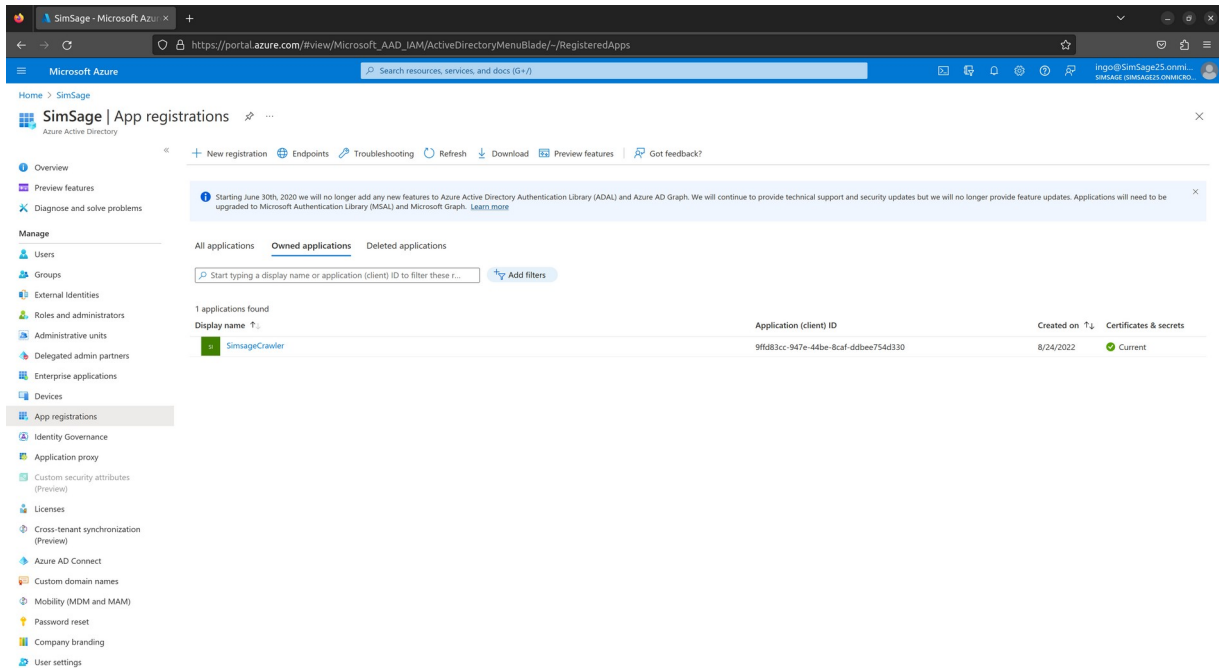 SimSage - Microsoft Azur
https://portal.azure.com/#view/Microsoft_AAD_IAM/ActiveDirectoryMenuBlade/~/RegisteredApps
Microsoft Azure
Search resources, services, and docs (G+/)
ingo@SimSage25.onmi...
SIMSAGE (SIMSAGE25.ONMICRO...
Home > SimSage
SimSage | App registrations
Azure Active Directory
New registration Endpoints Troubleshooting Refresh Download Preview features Got feedback?
Overview
Preview features
Diagnose and solve problems
Manage
Users
Groups
External Identities
Roles and administrators
Administrative units
Delegated admin partners
Enterprise applications
Devices
App registrations
Identity Governance
Application proxy
Custom security attributes
(Preview)
Licenses
Cross-tenant synchronization
(Preview)
Azure AD Connect
Custom domain names
Mobility (MDM and MAM)
Password reset
Company branding
User settings
Starting June 30th, 2020 we will no longer add any new features to Azure Active Directory Authentication Library (ADAL) and Azure AD Graph. We will continue to provide technical support and security updates but we will no longer provide feature updates. Applications will need to be
upgraded to Microsoft Authentication Library (MSAL) and Microsoft Graph. Learn more
All applications Owned applications Deleted applications
Start typing a display name or application (client) ID to filter these r...
Add filters
1 applications found
Display name Application (client) ID Created on Certificates & secrets
SI SimsageCrawler 9ffd83cc-947e-44be-8caf-ddbee754d330 8/24/2022 Current